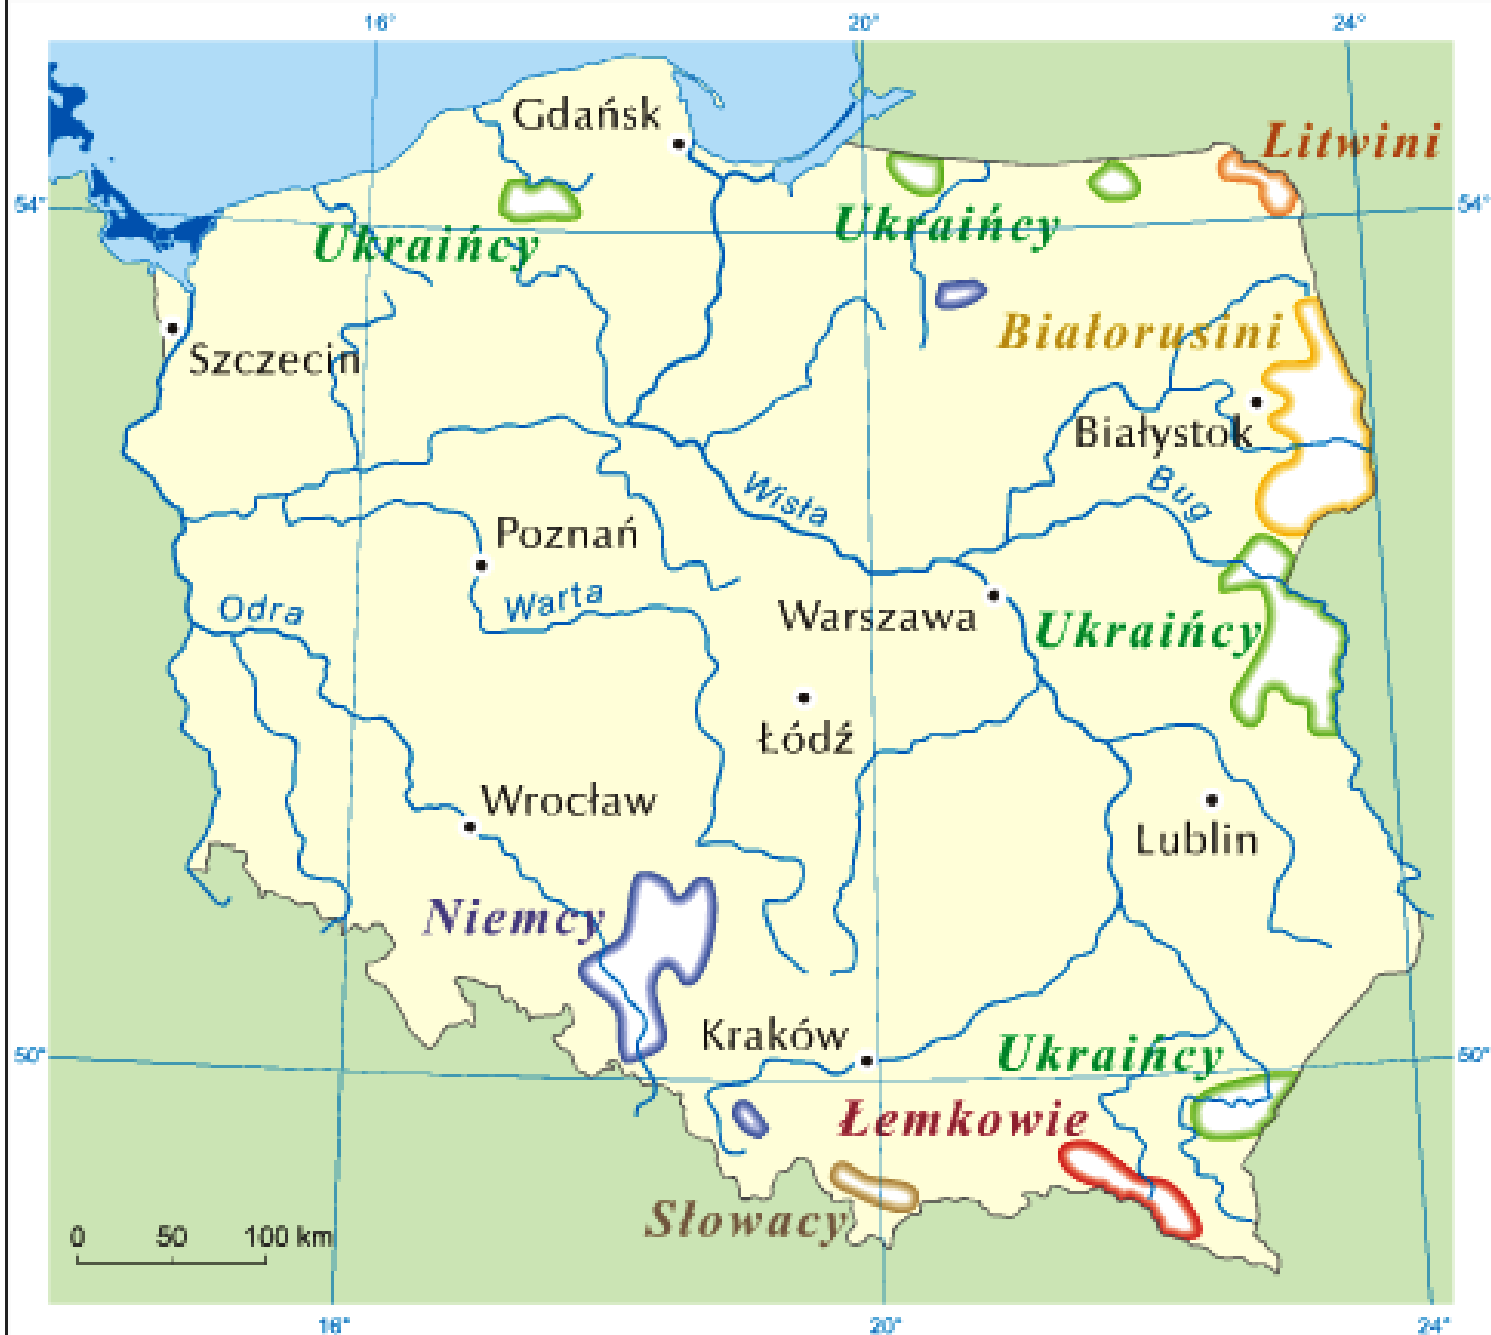 16° 20° 24°
Gdańsk
Litwini
54° 54°
Ukraińcy
Ukraińcy
Białorusini
Szczecin
Białystok
Wisła
Bug
Poznań
Odra
Warta
Warszawa
Ukraińcy
Łódź
Wrocław
Lublin
Niemcy
Kraków
Ukraińcy
50° 50°
Łemkowie
Słowacy
0 50 100 km
16° 20° 24°